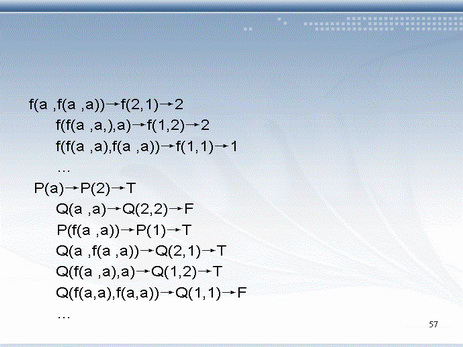 f(a ,f(a ,a))→f(2,1)→2
f(f(a ,a,),a)→f(1,2)→2
f(f(a ,a),f(a ,a))→f(1,1)→1
…
P(a)→P(2)→T
Q(a ,a)→Q(2,2)→F
P(f(a ,a))→P(1)→T
Q(a ,f(a ,a))→Q(2,1)→T
Q(f(a ,a),a)→Q(1,2)→T
Q(f(a,a),f(a,a))→Q(1,1)→F
…
57